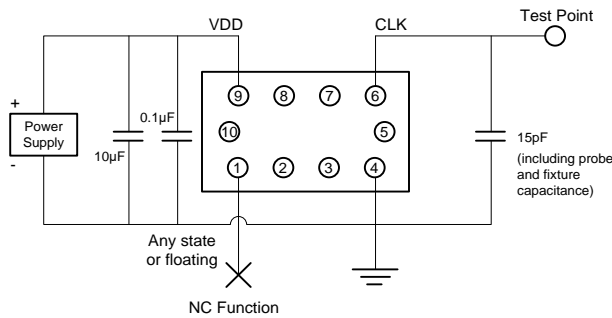 Test Point
VDD
CLK
+
Power
Supply
-
10µF
0.1µF
9
8
7
6
10
5
1
2
3
4
15pF
(including probe
and fixture
capacitance)
Any state
or floating
NC Function